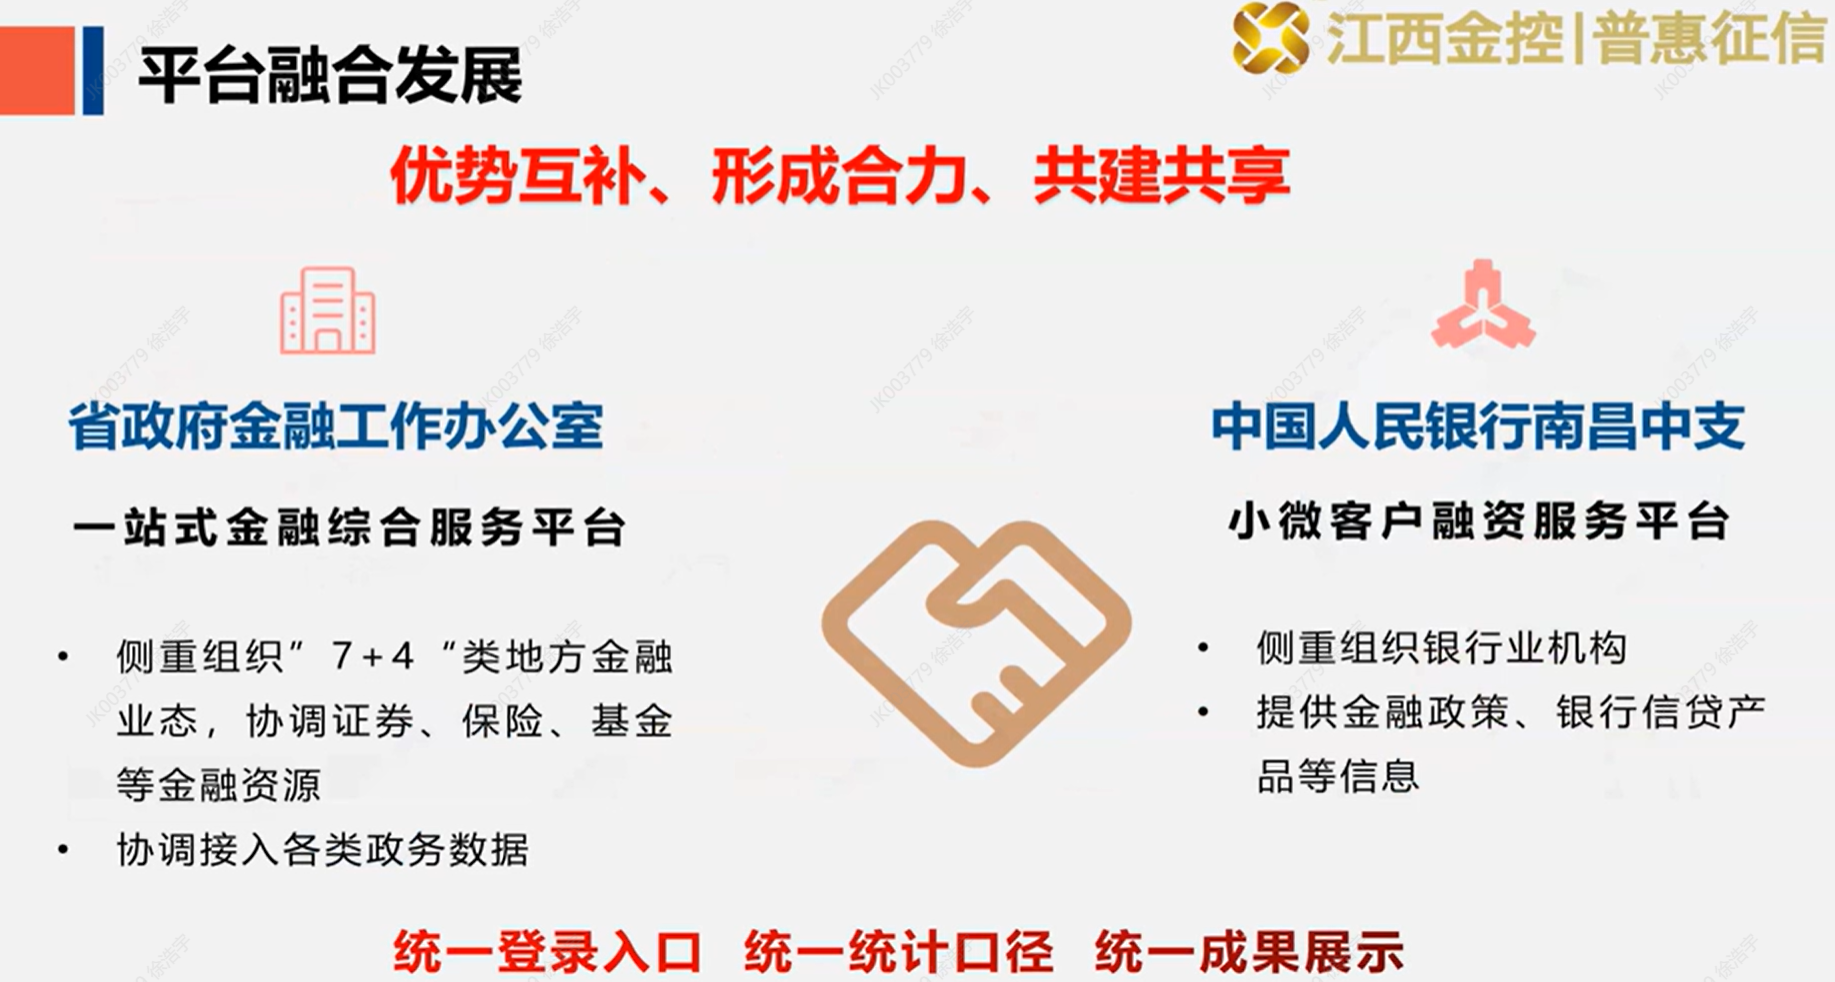 江西金控|普惠征信
平台融合发展
优势互补、形成合力、共建共享
省政府金融工作办公室
一站式金融综合服务平台
• 侧重组织”7+4“类地方金融
业态，协调证券、保险、基金
等金融资源
• 协调接入各类政务数据
中国人民银行南昌中支
小微客户融资服务平台
• 侧重组织银行业机构
• 提供金融政策、银行信贷产
品等信息
统一登录入口 统一统计口径 统一成果展示
JK003779 徐浩宇